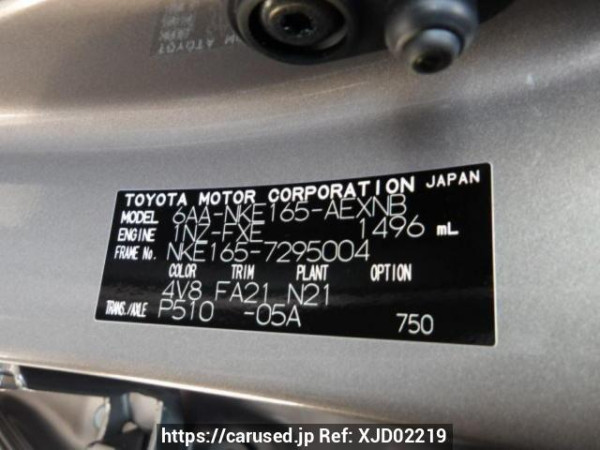 TOYOTA MOTOR CORPORATION JAPAN
MODEL 6AA-NKE165-AEXNB
ENGINE 1NZ-FXE 1496 mL
FRAME No. NKE165-7295004
COLOR TRIM PLANT OPTION
4V8 FA21 N21
TRANS./AXLE P510 -05A 750
https://carused.jp Ref: XJD02219